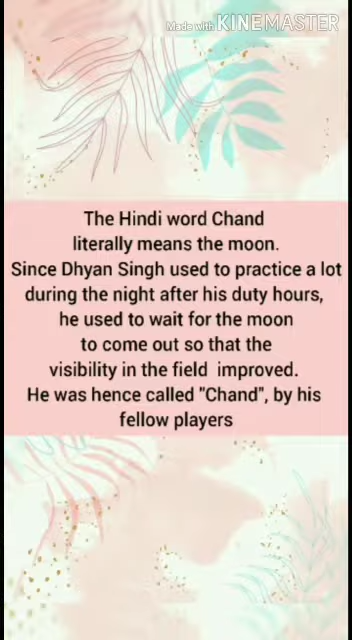 Made with KINEMASTER
The Hindi word Chand
literally means the moon.
Since Dhyan Singh used to practice a lot
during the night after his duty hours,
he used to wait for the moon
to come out so that the
visibility in the field improved.
He was hence called "Chand", by his
fellow players